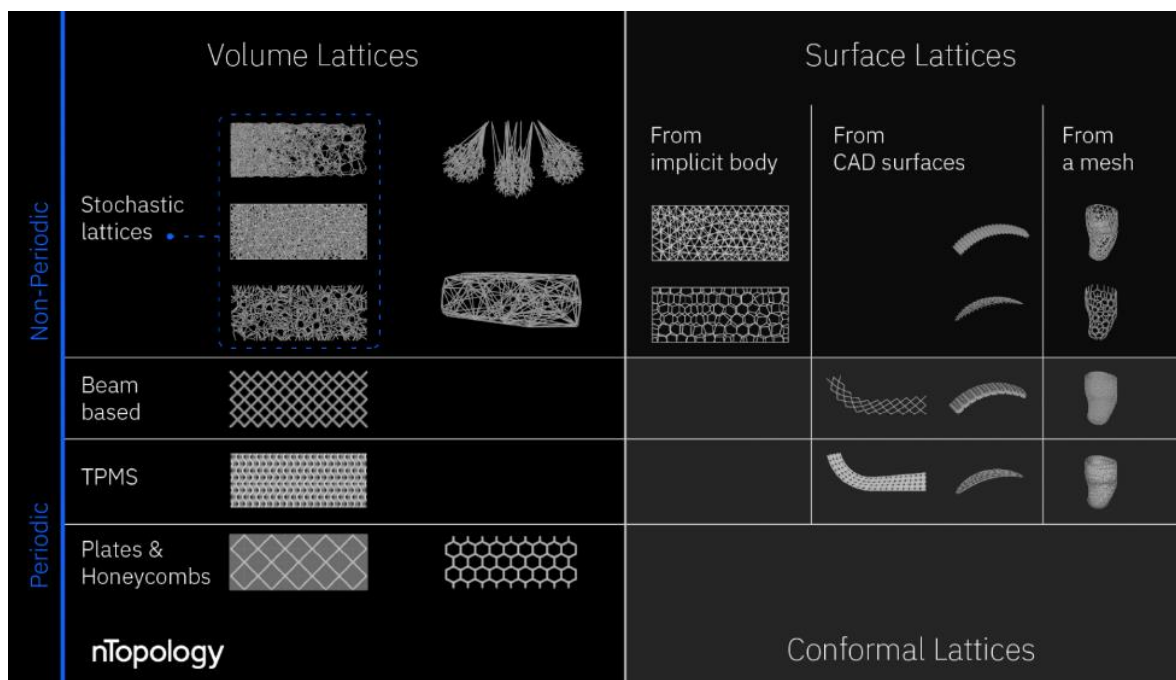 Volume Lattices
Surface Lattices
From
implicit body
From
CAD surfaces
From
a mesh
Non-Periodic
Stochastic
lattices
Periodic
Beam
based
TPMS
Plates &
Honeycombs
nTopology
Conformal Lattices